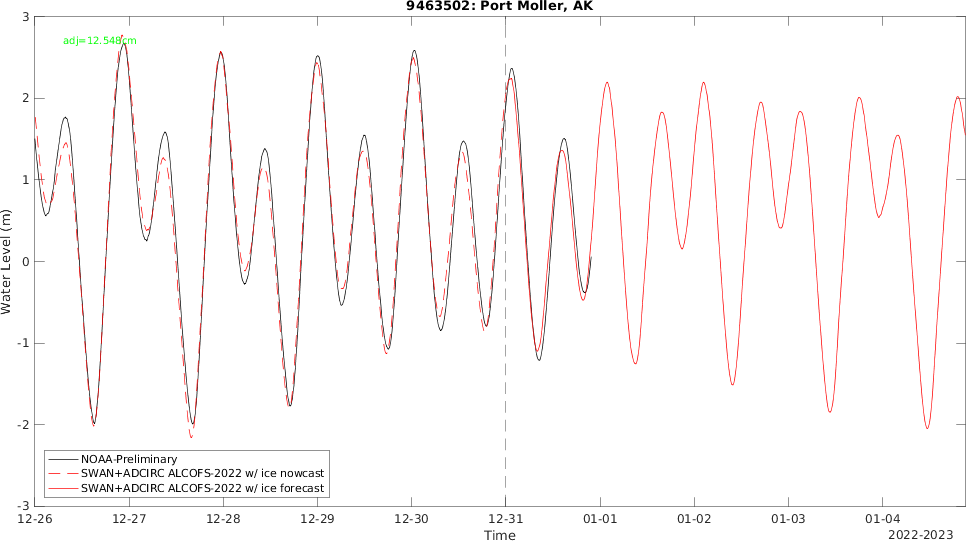 9463502: Port Moller, AK
adj=12.548cm
3
2
1
0
-1
-2
-3
Water Level (m)
NOAA-Preliminary
SWAN+ADCIRC ALCOFS-2022 w/ ice nowcast
SWAN+ADCIRC ALCOFS-2022 w/ ice forecast
12-26 12-27 12-28 12-29 12-30 12-31 01-01 01-02 01-03 01-04
Time
2022-2023